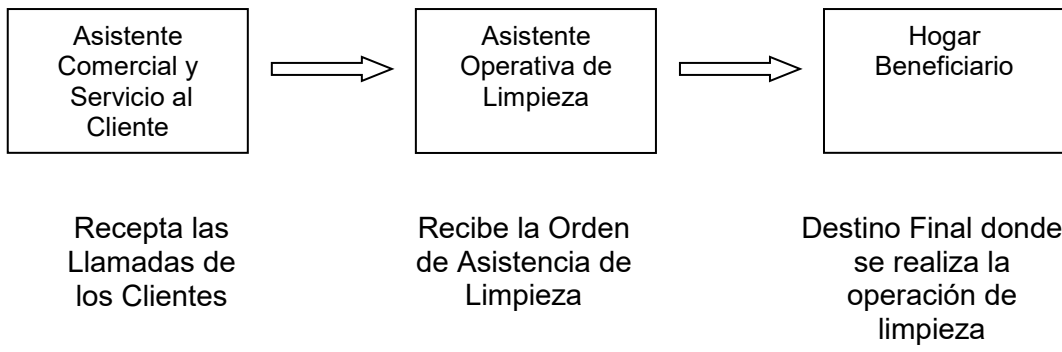 Asistente
Comercial y
Servicio al
Cliente
Asistente
Operativa de
Limpieza
Hogar
Beneficiario
Recepta las
Llamadas de
los Clientes
Recibe la Orden
de Asistencia de
Limpieza
Destino Final donde
se realiza la
operación de
limpieza